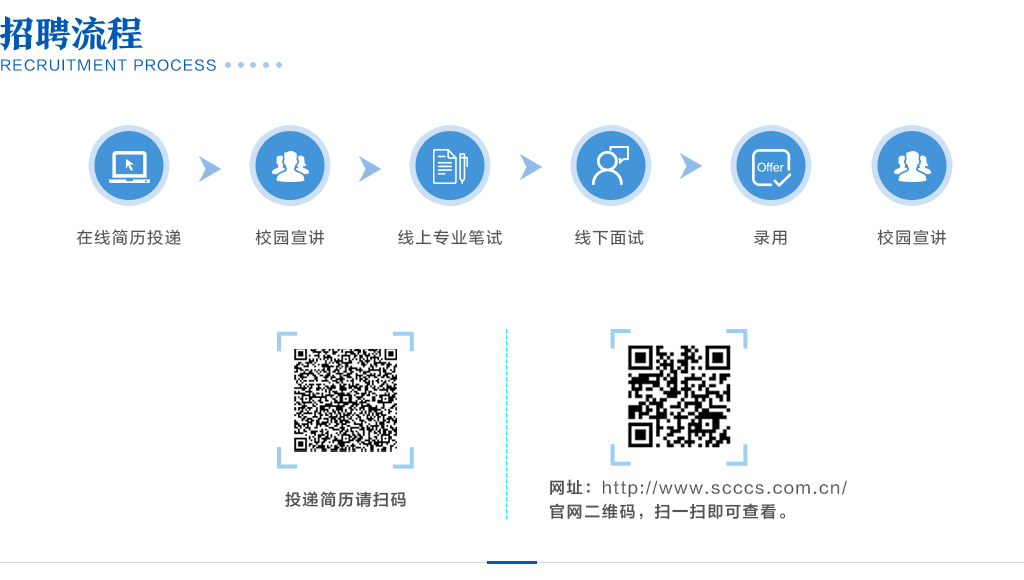 招聘流程
RECRUITMENT PROCESS
Offer
在线简历投递 校园宣讲 线上专业笔试 线下面试 录用 校园宣讲
投递简历请扫码
网址：http://www.scccs.com.cn/
官网二维码，扫一扫即可查看。